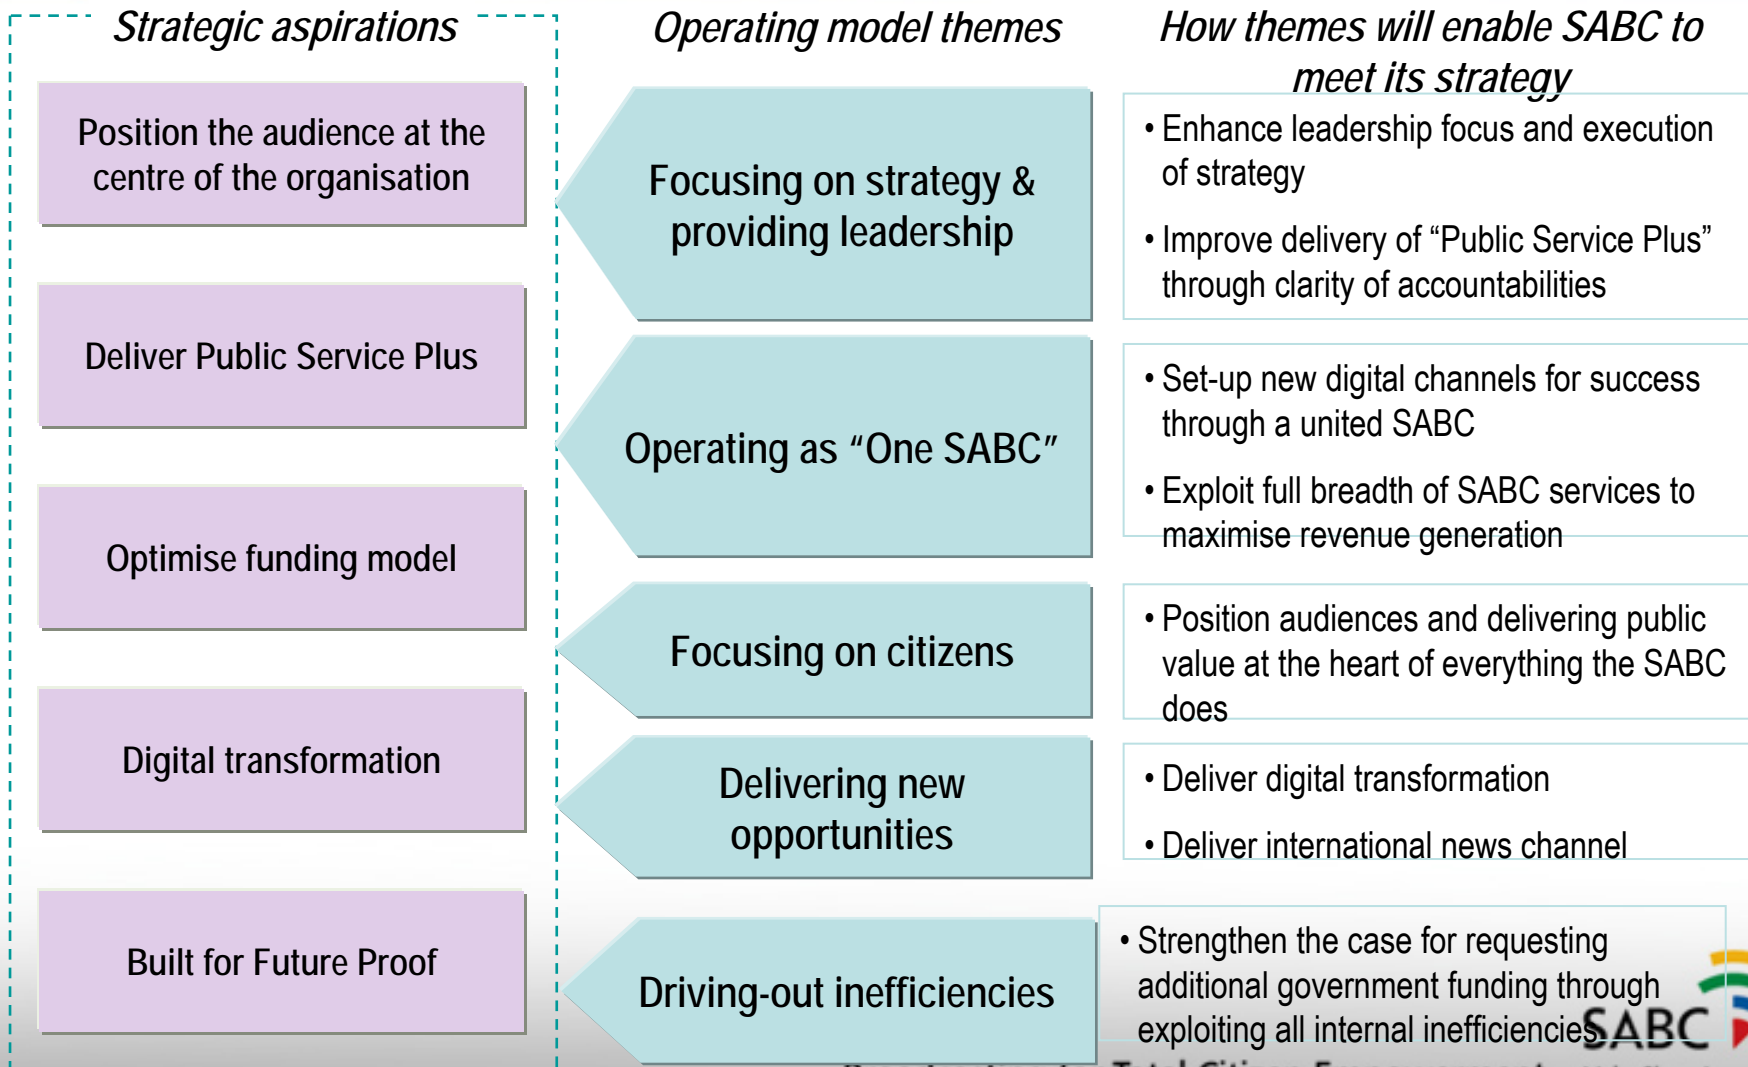 Strategic aspirations
Position the audience at the
centre of the organisation
Deliver Public Service Plus
Optimise funding model
Digital transformation
Built for Future Proof
Operating model themes
Focusing on strategy &
providing leadership
Operating as “One SABC”
Focusing on citizens
Delivering new
opportunities
Driving-out inefficiencies
How themes will enable SABC to
meet its strategy
• Enhance leadership focus and execution
of strategy
• Improve delivery of “Public Service Plus”
through clarity of accountabilities
• Set-up new digital channels for success
through a united SABC
• Exploit full breadth of SABC services to
maximise revenue generation
• Position audiences and delivering public
value at the heart of everything the SABC
does
• Deliver digital transformation
• Deliver international news channel
• Strengthen the case for requesting
additional government funding through
exploiting all internal inefficiencies
SABC
Total Citizen Empowerment